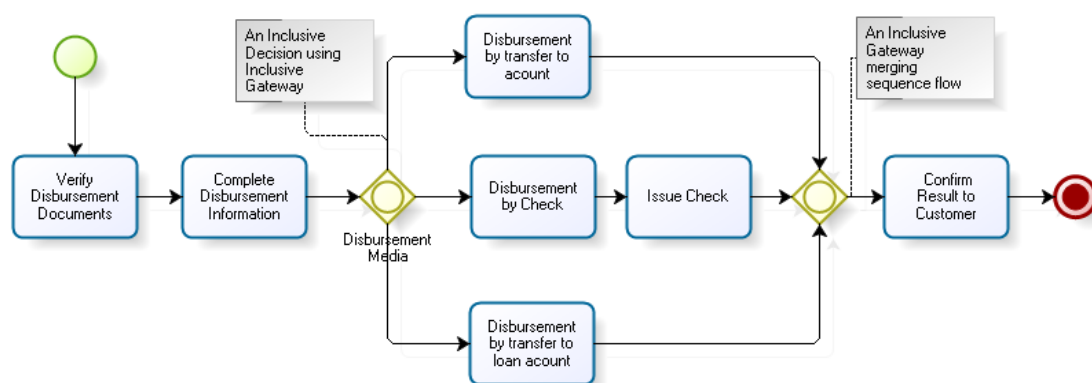 An Inclusive
Decision using
Inclusive
Gateway
Disbursement
by transfer to
acount
An Inclusive
Gateway
merging
sequence flow
Verify
Disbursement
Documents
Complete
Disbursement
Information
Disbursement
Media
Disbursement
by Check
Issue Check
Confirm
Result to
Customer
Disbursement
by transfer to
loan acount